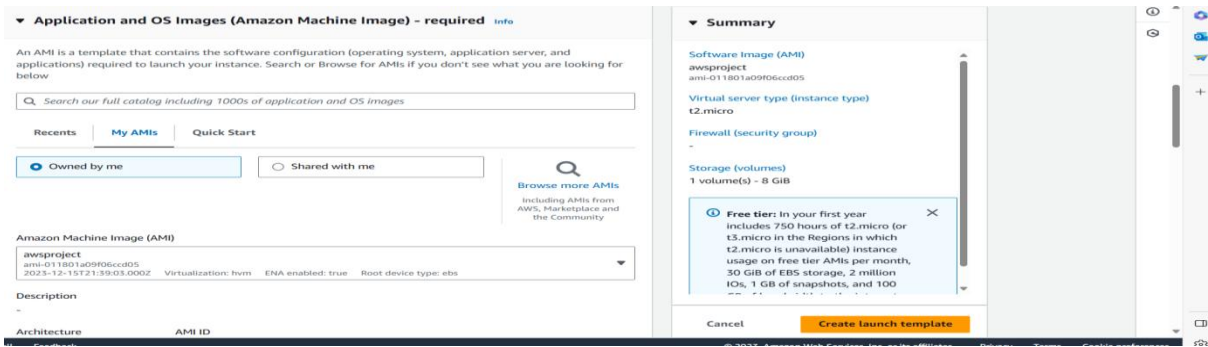 Application and OS Images (Amazon Machine Image) - required Info
An AMI is a template that contains the software configuration (operating system, application server, and
applications) required to launch your instance. Search or Browse for AMIs if you don't see what you are looking for
below
Search our full catalog including 1000s of application and OS images
Recents My AMIs Quick Start
Owned by me Shared with me
Browse more AMIs
Including AMIs from
AWS, Marketplace and
the Community
Amazon Machine Image (AMI)
awsproject
ami-011801a09f06ccd05
2023-12-15T21:39:03.000Z Virtualization: hvm ENA enabled: true Root device type: ebs
Description
-
Architecture AMI ID
Summary
Software Image (AMI)
awsproject
ami-011801a09f06ccd05
Virtual server type (instance type)
t2.micro
Firewall (security group)
-
Storage (volumes)
1 volume(s) - 8 GiB
Free tier: In your first year
includes 750 hours of t2.micro (or
t3.micro in the Regions in which
t2.micro is unavailable) instance
usage on free tier AMIs per month,
30 GiB of EBS storage, 2 million
IOs, 1 GB of snapshots, and 100
Cancel Create launch template
Feedback © 2023, Amazon Web Services, Inc. or its affiliates. Privacy Terms Cookie preferences